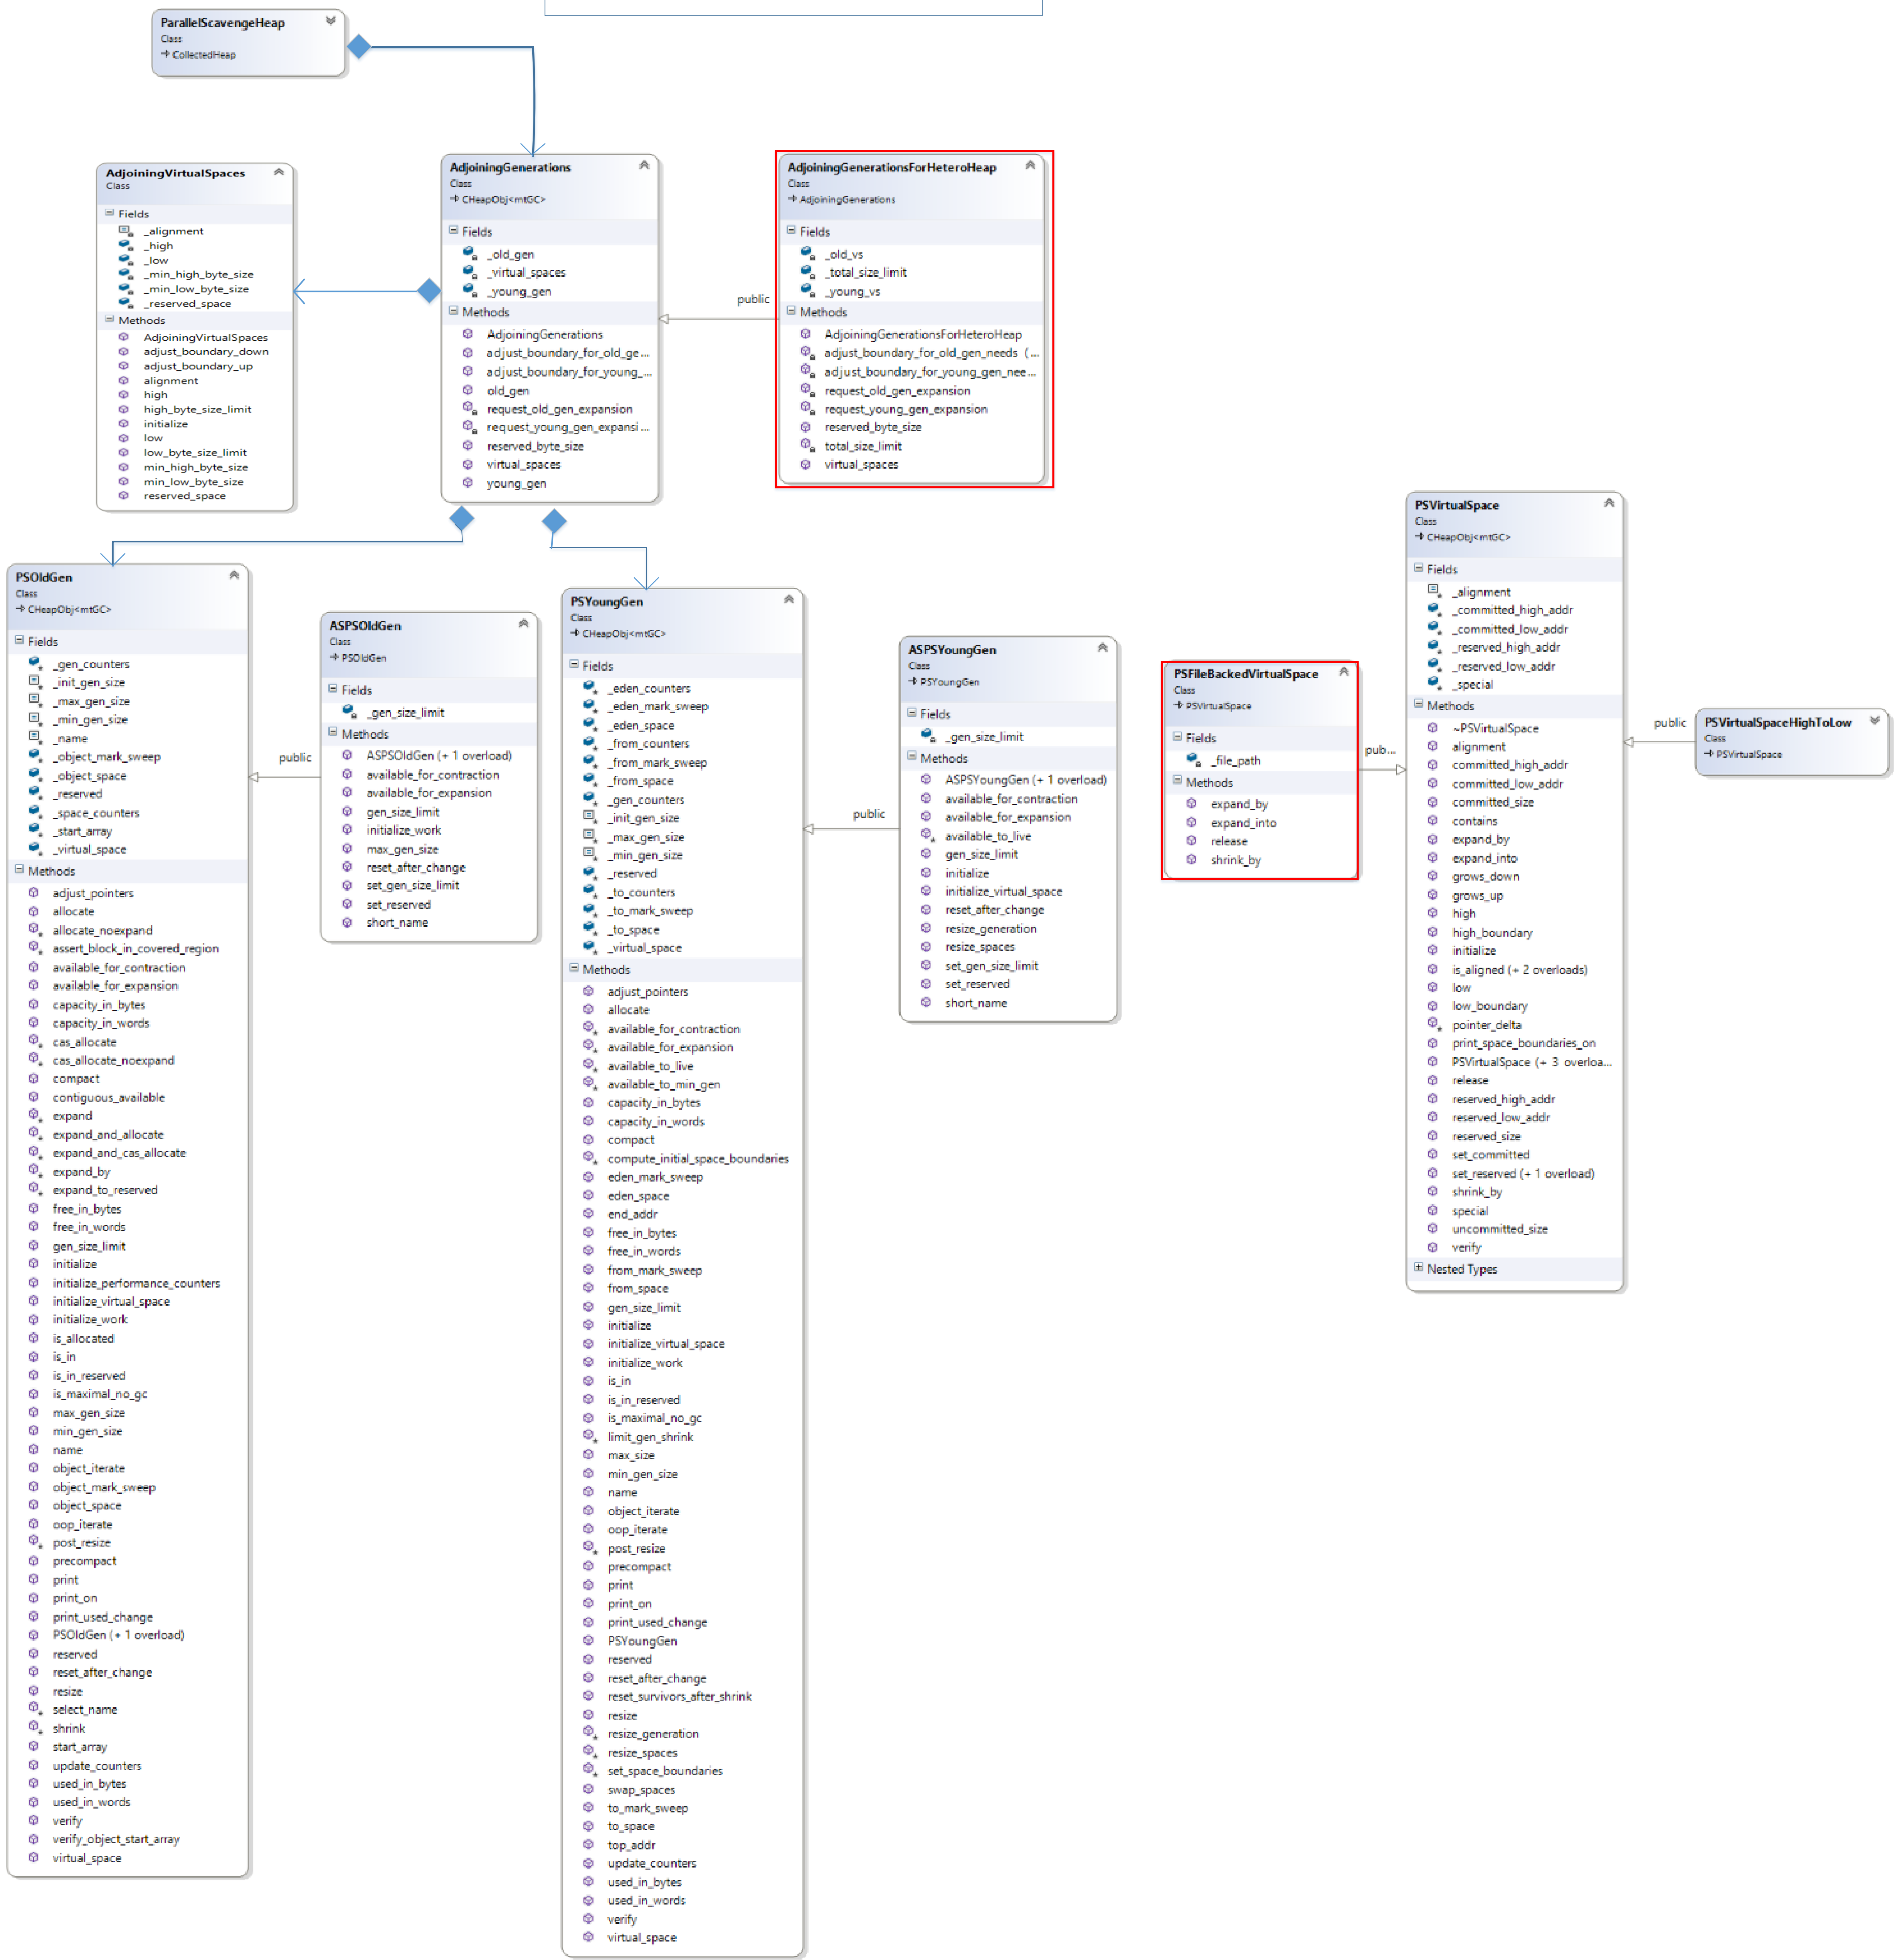 ParallelScavengeHeap
Class
CollectedHeap
AdjoiningVirtualSpaces
Class
Fields
_alignment
_high
_low
_min_high_byte_size
_min_low_byte_size
_reserved_space
Methods
AdjoiningVirtualSpaces
adjust_boundary_down
adjust_boundary_up
alignment
high
high_byte_size_limit
initialize
low
low_byte_size_limit
min_high_byte_size
min_low_byte_size
reserved_space
AdjoiningGenerations
Class
CHeapObj<mtGC>
Fields
_old_gen
_virtual_spaces
_young_gen
Methods
AdjoiningGenerations
adjust_boundary_for_old_ge...
adjust_boundary_for_young_...
old_gen
request_old_gen_expansion
request_young_gen_expansi...
reserved_byte_size
virtual_spaces
young_gen
public
AdjoiningGenerationsForHeteroHeap
Class
AdjoiningGenerations
Fields
_old_vs
_total_size_limit
_young_vs
Methods
AdjoiningGenerationsForHeteroHeap
adjust_boundary_for_old_gen_needs (...
adjust_boundary_for_young_gen_nee...
request_old_gen_expansion
request_young_gen_expansion
reserved_byte_size
total_size_limit
virtual_spaces
PSOldGen
Class
CHeapObj<mtGC>
Fields
_gen_counters
_init_gen_size
_max_gen_size
_min_gen_size
_name
_object_mark_sweep
_object_space
_reserved
_space_counters
_start_array
_virtual_space
Methods
adjust_pointers
allocate
allocate_noexpand
assert_block_in_covered_region
available_for_contraction
available_for_expansion
capacity_in_bytes
capacity_in_words
cas_allocate
cas_allocate_noexpand
compact
contiguous_available
expand
expand_and_allocate
expand_and_cas_allocate
expand_by
expand_to_reserved
free_in_bytes
free_in_words
gen_size_limit
initialize
initialize_performance_counters
initialize_virtual_space
initialize_work
is_allocated
is_in
is_in_reserved
is_maximal_no_gc
max_gen_size
min_gen_size
name
object_iterate
object_mark_sweep
object_space
oop_iterate
post_resize
precompact
print
print_on
print_used_change
PSOldGen (+ 1 overload)
reserved
reset_after_change
resize
select_name
shrink
start_array
update_counters
used_in_bytes
used_in_words
verify
verify_object_start_array
virtual_space
public
ASPSOldGen
Class
PSOldGen
Fields
_gen_size_limit
Methods
ASPSOldGen (+ 1 overload)
available_for_contraction
available_for_expansion
gen_size_limit
initialize_work
max_gen_size
reset_after_change
set_gen_size_limit
set_reserved
short_name
PSYoungGen
Class
CHeapObj<mtGC>
Fields
_eden_counters
_eden_mark_sweep
_eden_space
_from_counters
_from_mark_sweep
_from_space
_gen_counters
_init_gen_size
_max_gen_size
_min_gen_size
_reserved
_to_counters
_to_mark_sweep
_to_space
_virtual_space
Methods
adjust_pointers
allocate
available_for_contraction
available_for_expansion
available_to_live
available_to_min_gen
capacity_in_bytes
capacity_in_words
compact
compute_initial_space_boundaries
eden_mark_sweep
eden_space
end_addr
free_in_bytes
free_in_words
from_mark_sweep
from_space
gen_size_limit
initialize
initialize_virtual_space
initialize_work
is_in
is_in_reserved
is_maximal_no_gc
limit_gen_shrink
max_size
min_gen_size
name
object_iterate
oop_iterate
post_resize
precompact
print
print_on
print_used_change
PSYoungGen
reserved
reset_after_change
reset_survivors_after_shrink
resize
resize_generation
resize_spaces
set_space_boundaries
swap_spaces
to_mark_sweep
to_space
top_addr
update_counters
used_in_bytes
used_in_words
verify
virtual_space
public
ASPSYoungGen
Class
PSYoungGen
Fields
_gen_size_limit
Methods
ASPSYoungGen (+ 1 overload)
available_for_contraction
available_for_expansion
available_to_live
gen_size_limit
initialize
initialize_virtual_space
reset_after_change
resize_generation
resize_spaces
set_gen_size_limit
set_reserved
short_name
PSFileBackedVirtualSpace
Class
PSVirtualSpace
Fields
_file_path
Methods
expand_by
expand_into
release
shrink_by
pub...
PSVirtualSpace
Class
CHeapObj<mtGC>
Fields
_alignment
_committed_high_addr
_committed_low_addr
_reserved_high_addr
_reserved_low_addr
_special
Methods
~PSVirtualSpace
alignment
committed_high_addr
committed_low_addr
committed_size
contains
expand_by
expand_into
grows_down
grows_up
high
high_boundary
initialize
is_aligned (+ 2 overloads)
low
low_boundary
pointer_delta
print_space_boundaries_on
PSVirtualSpace (+ 3 overloa...
release
reserved_high_addr
reserved_low_addr
reserved_size
set_committed
set_reserved (+ 1 overload)
shrink_by
special
uncommitted_size
verify
Nested Types
public
PSVirtualSpaceHighToLow
Class
PSVirtualSpace